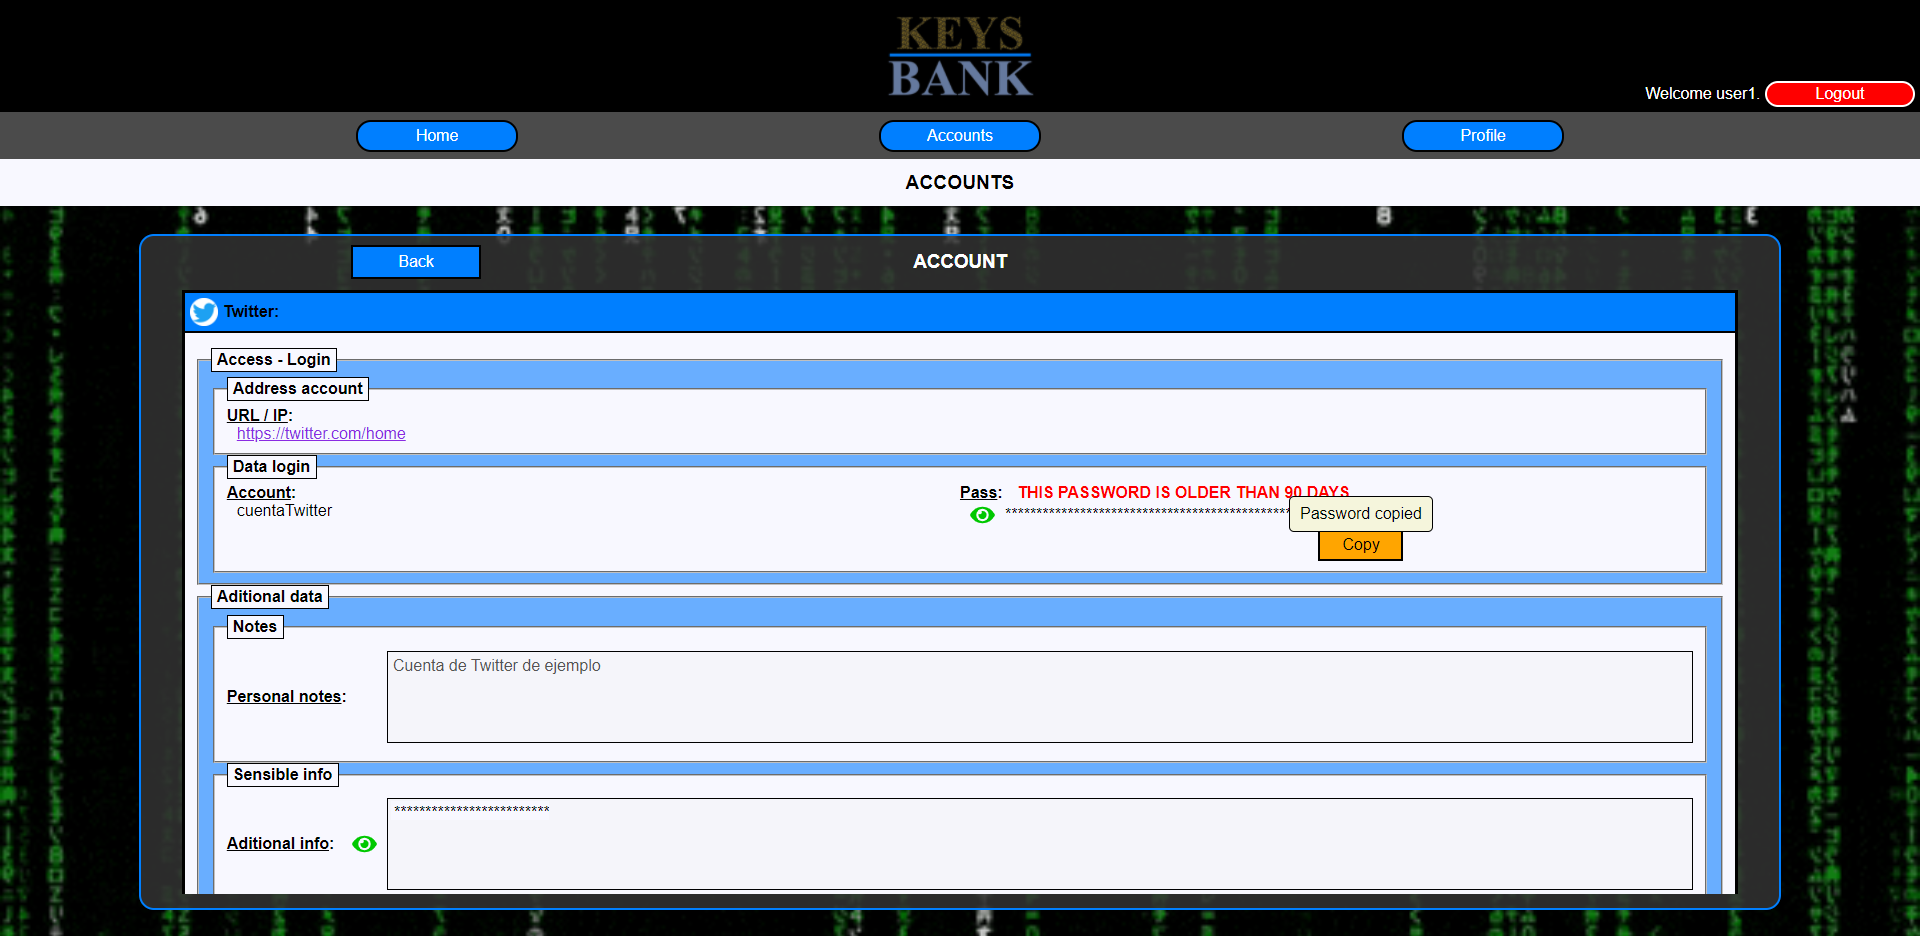 KEYS
BANK
Welcome user1.
Logout
Home
Accounts
Profile
ACCOUNTS
Back
ACCOUNT
Twitter:
Access - Login
Address account
URL / IP:
https://twitter.com/home
Data login
Account:
cuentaTwitter
Pass: THIS PASSWORD IS OLDER THAN 90 DAYS
**********************************************
Password copied
Copy
Aditional data
Notes
Personal notes:
Cuenta de Twitter de ejemplo
Sensible info
Aditional info:
*************************